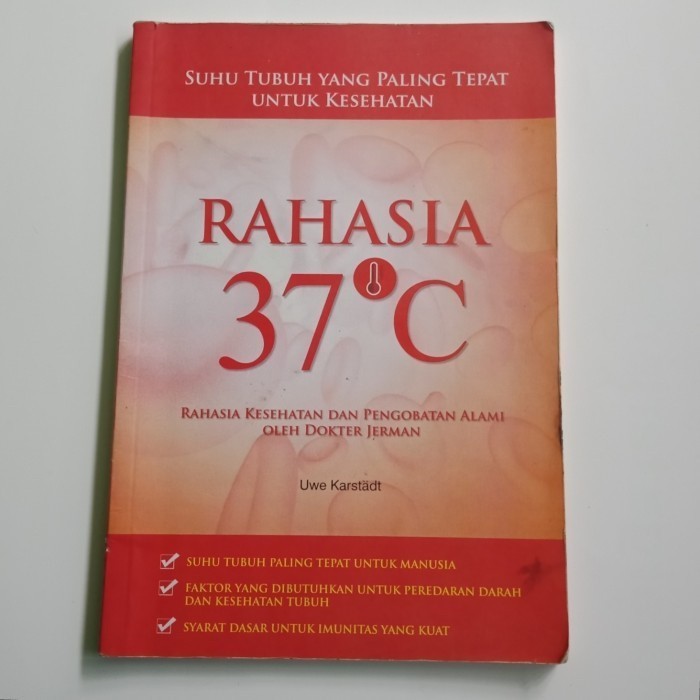 SUHU TUBUH YANG PALING TEPAT
UNTUK KESEHATAN
RAHASIA
37°C
RAHASIA KESEHATAN DAN PENGOBATAN ALAMI
OLEH DOKTER JERMAN
Uwe Karstädt
SUHU TUBUH PALING TEPAT UNTUK MANUSIA
FAKTOR YANG DIBUTUHKAN UNTUK PEREDARAN DARAH
DAN KESEHATAN TUBUH
SYARAT DASAR UNTUK IMUNITAS YANG KUAT